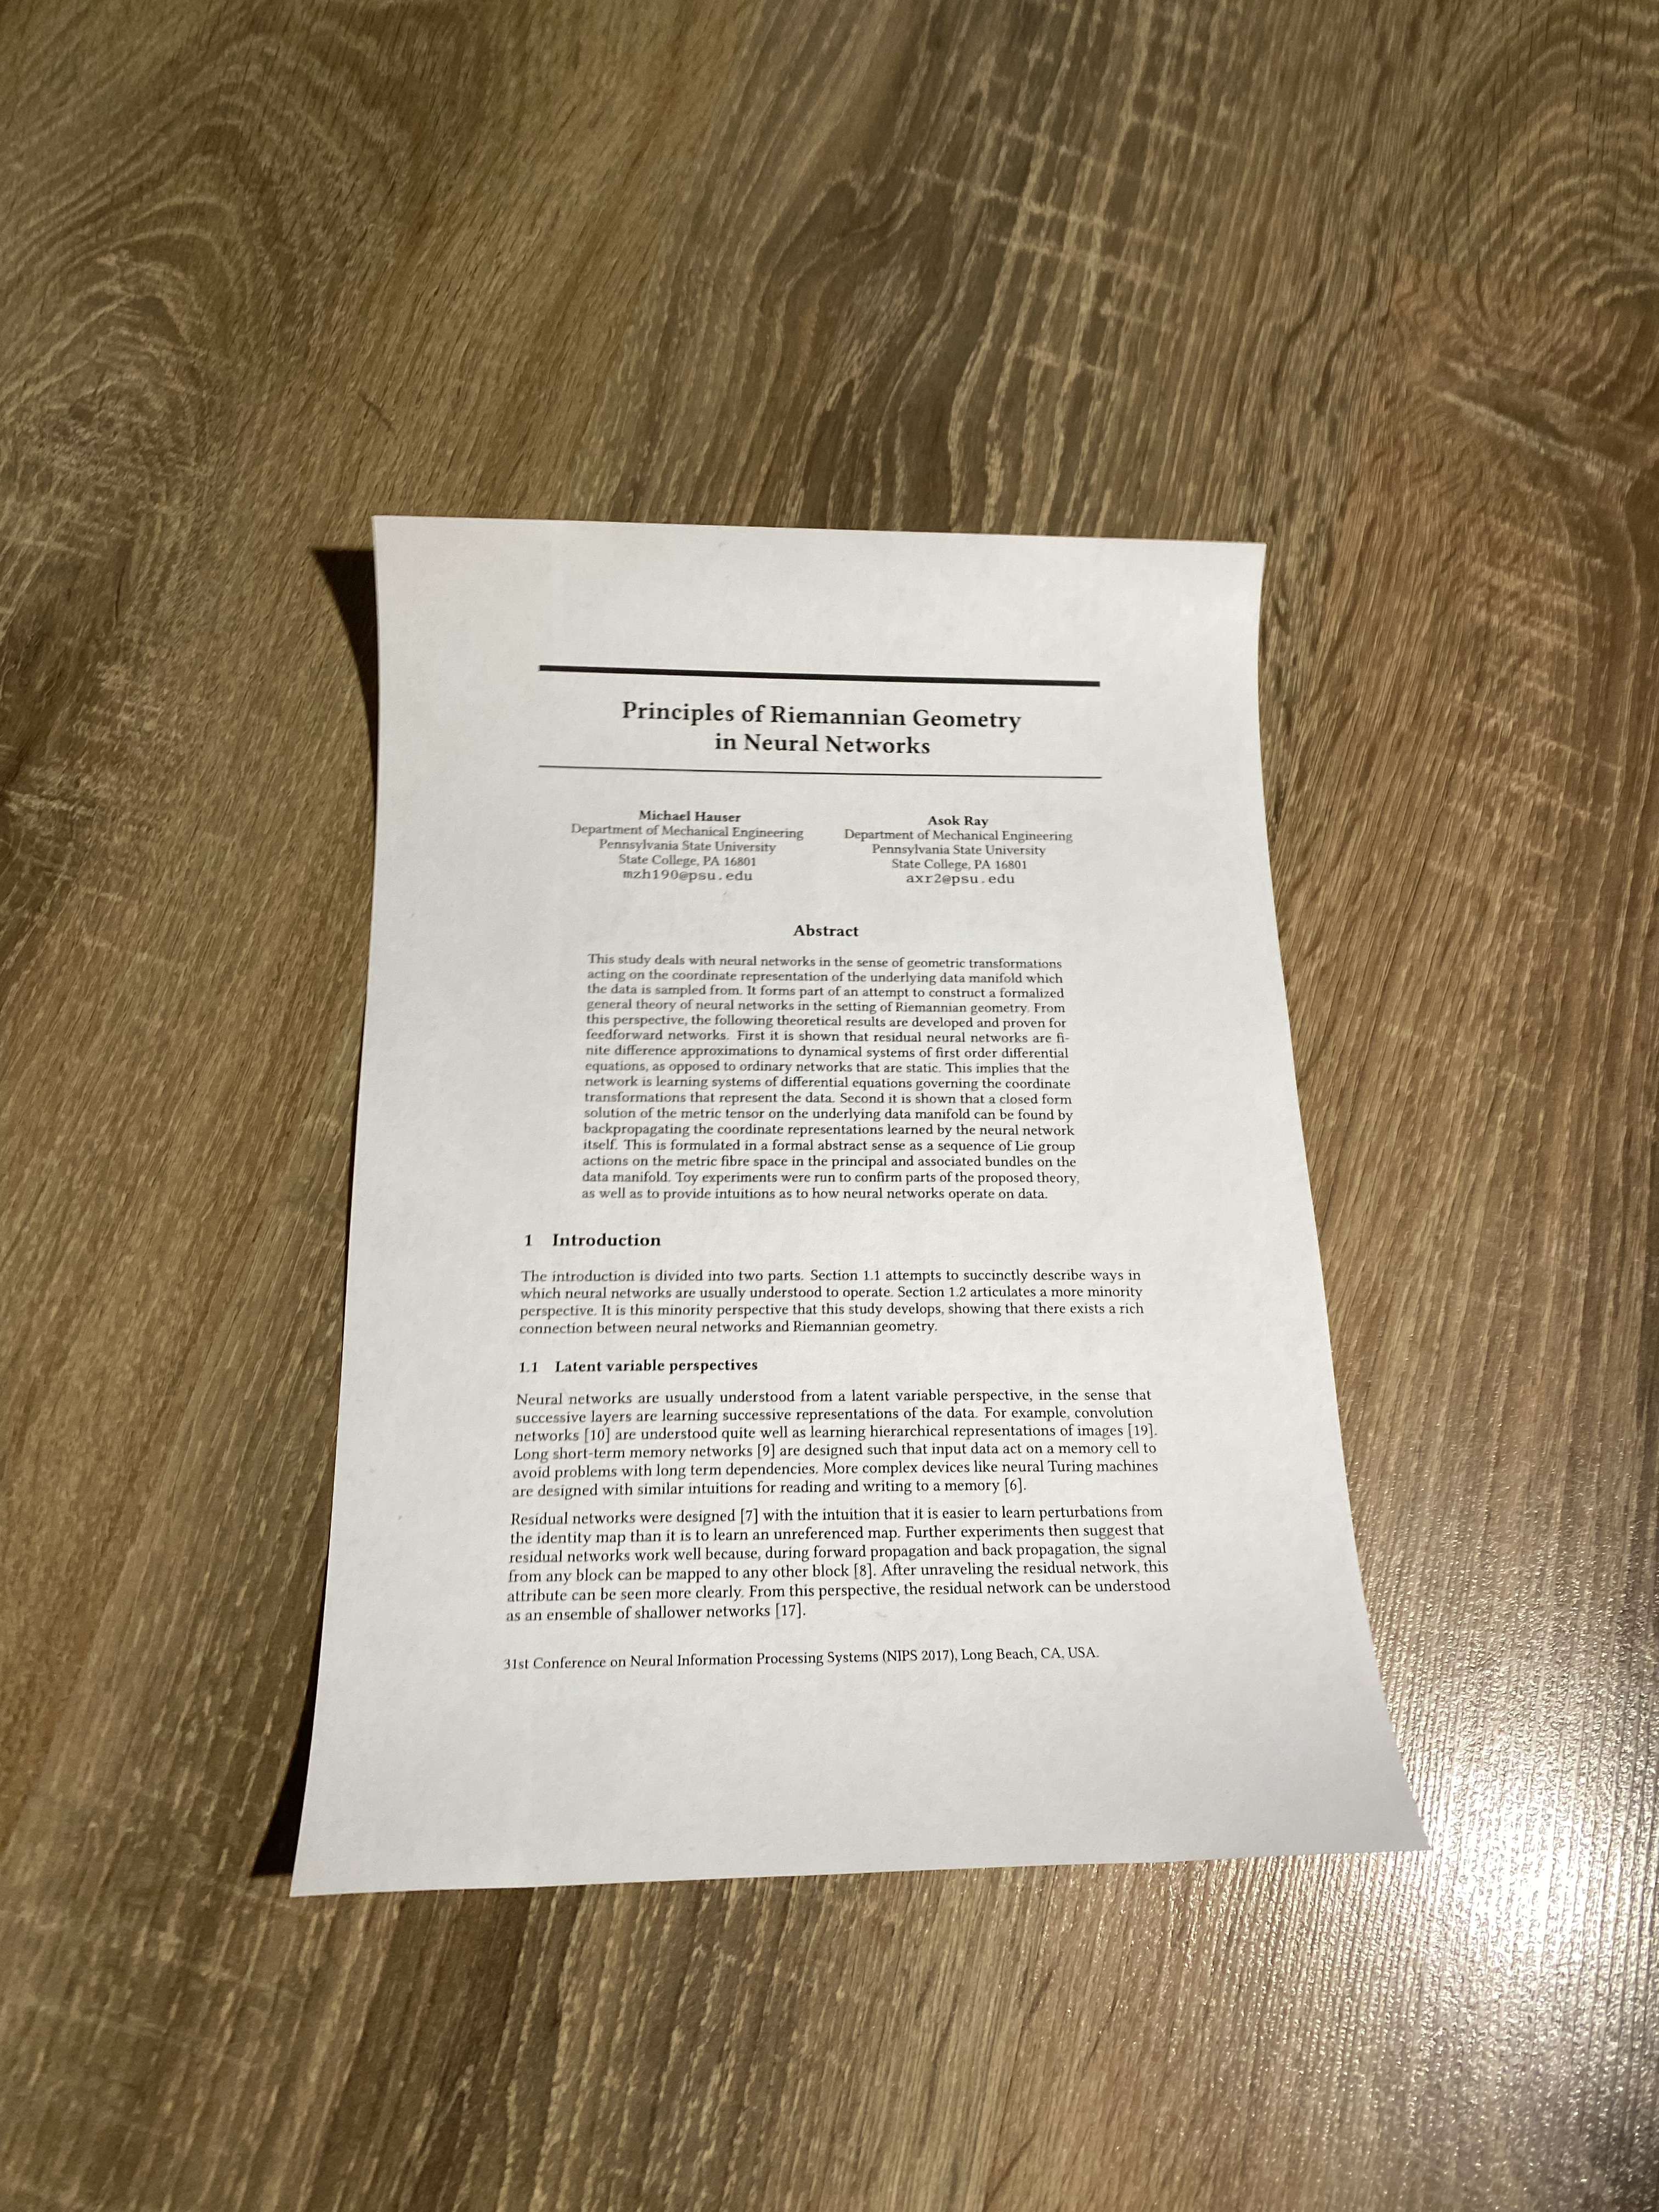 Principles of Riemannian Geometry
in Neural Networks
Michael Hauser
Department of Mechanical Engineering
Pennsylvania State University
State College, PA 16801
mzh190@psu.edu
Asok Ray
Department of Mechanical Engineering
Pennsylvania State University
State College, PA 16801
axr2@psu.edu
Abstract
This study deals with neural networks in the sense of geometric transformations
acting on the coordinate representation of the underlying data manifold which
the data is sampled from. It forms part of an attempt to construct a formalized
general theory of neural networks in the setting of Riemannian geometry. From
this perspective, the following theoretical results are developed and proven for
feedforward networks. First it is shown that residual neural networks are fi-
nite difference approximations to dynamical systems of first order differential
equations, as opposed to ordinary networks that are static. This implies that the
network is learning systems of differential equations governing the coordinate
transformations that represent the data. Second it is shown that a closed form
solution of the metric tensor on the underlying data manifold can be found by
backpropagating the coordinate representations learned by the neural network
itself. This is formulated in a formal abstract sense as a sequence of Lie group
actions on the metric fibre space in the principal and associated bundles on the
data manifold. Toy experiments were run to confirm parts of the proposed theory,
as well as to provide intuitions as to how neural networks operate on data.
1 Introduction
The introduction is divided into two parts. Section 1.1 attempts to succinctly describe ways in
which neural networks are usually understood to operate. Section 1.2 articulates a more minority
perspective. It is this minority perspective that this study develops, showing that there exists a rich
connection between neural networks and Riemannian geometry.
1.1 Latent variable perspectives
Neural networks are usually understood from a latent variable perspective, in the sense that
successive layers are learning successive representations of the data. For example, convolution
networks [10] are understood quite well as learning hierarchical representations of images [19].
Long short-term memory networks [9] are designed such that input data act on a memory cell to
avoid problems with long term dependencies. More complex devices like neural Turing machines
are designed with similar intuitions for reading and writing to a memory [6].
Residual networks were designed [7] with the intuition that it is easier to learn perturbations from
the identity map than it is to learn an unreferenced map. Further experiments then suggest that
residual networks work well because, during forward propagation and back propagation, the signal
from any block can be mapped to any other block [8]. After unraveling the residual network, this
attribute can be seen more clearly. From this perspective, the residual network can be understood
as an ensemble of shallower networks [17].
31st Conference on Neural Information Processing Systems (NIPS 2017), Long Beach, CA, USA.